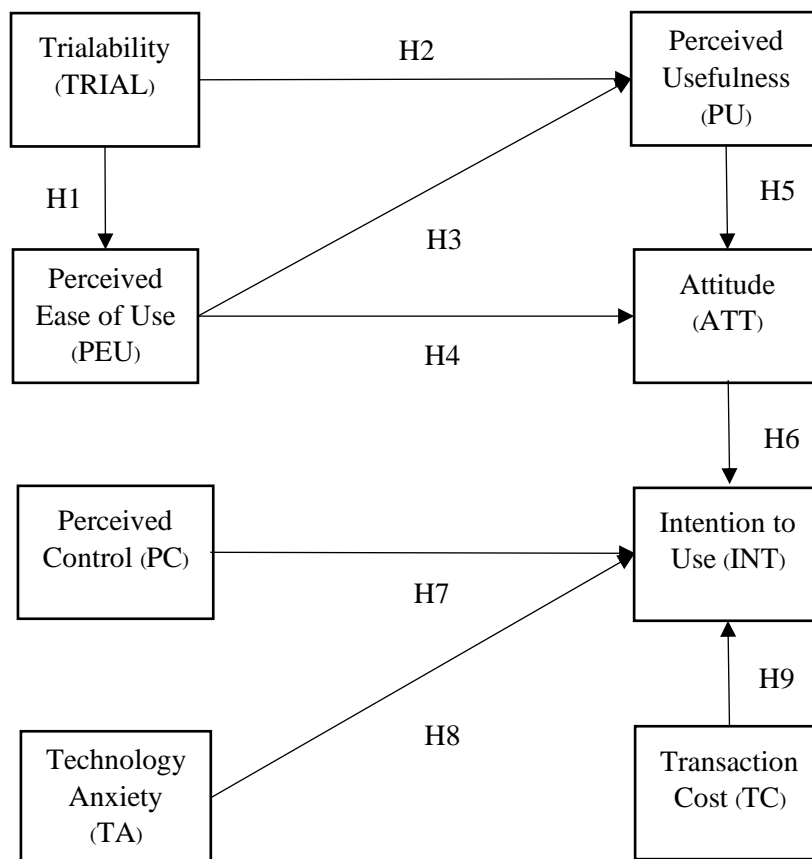 Trialability
(TRIAL)
H2
Perceived
Usefulness
(PU)
H1
H3
H5
Perceived
Ease of Use
(PEU)
H4
Attitude
(ATT)
H6
Perceived
Control (PC)
H7
Intention to
Use (INT)
H9
H8
Technology
Anxiety
(TA)
Transaction
Cost (TC)